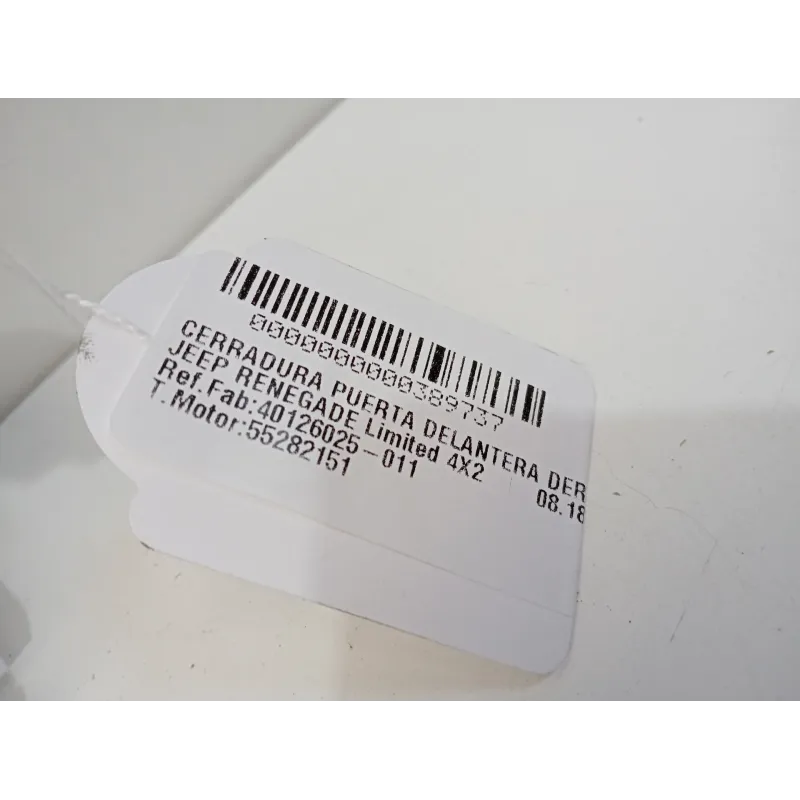 0000000000389737
CERRADURA PUERTA DELANTERA DER
JEEP RENEGADE Limited 4X2 08.18
Ref.Fab:40126025-011
T.Motor:55282151